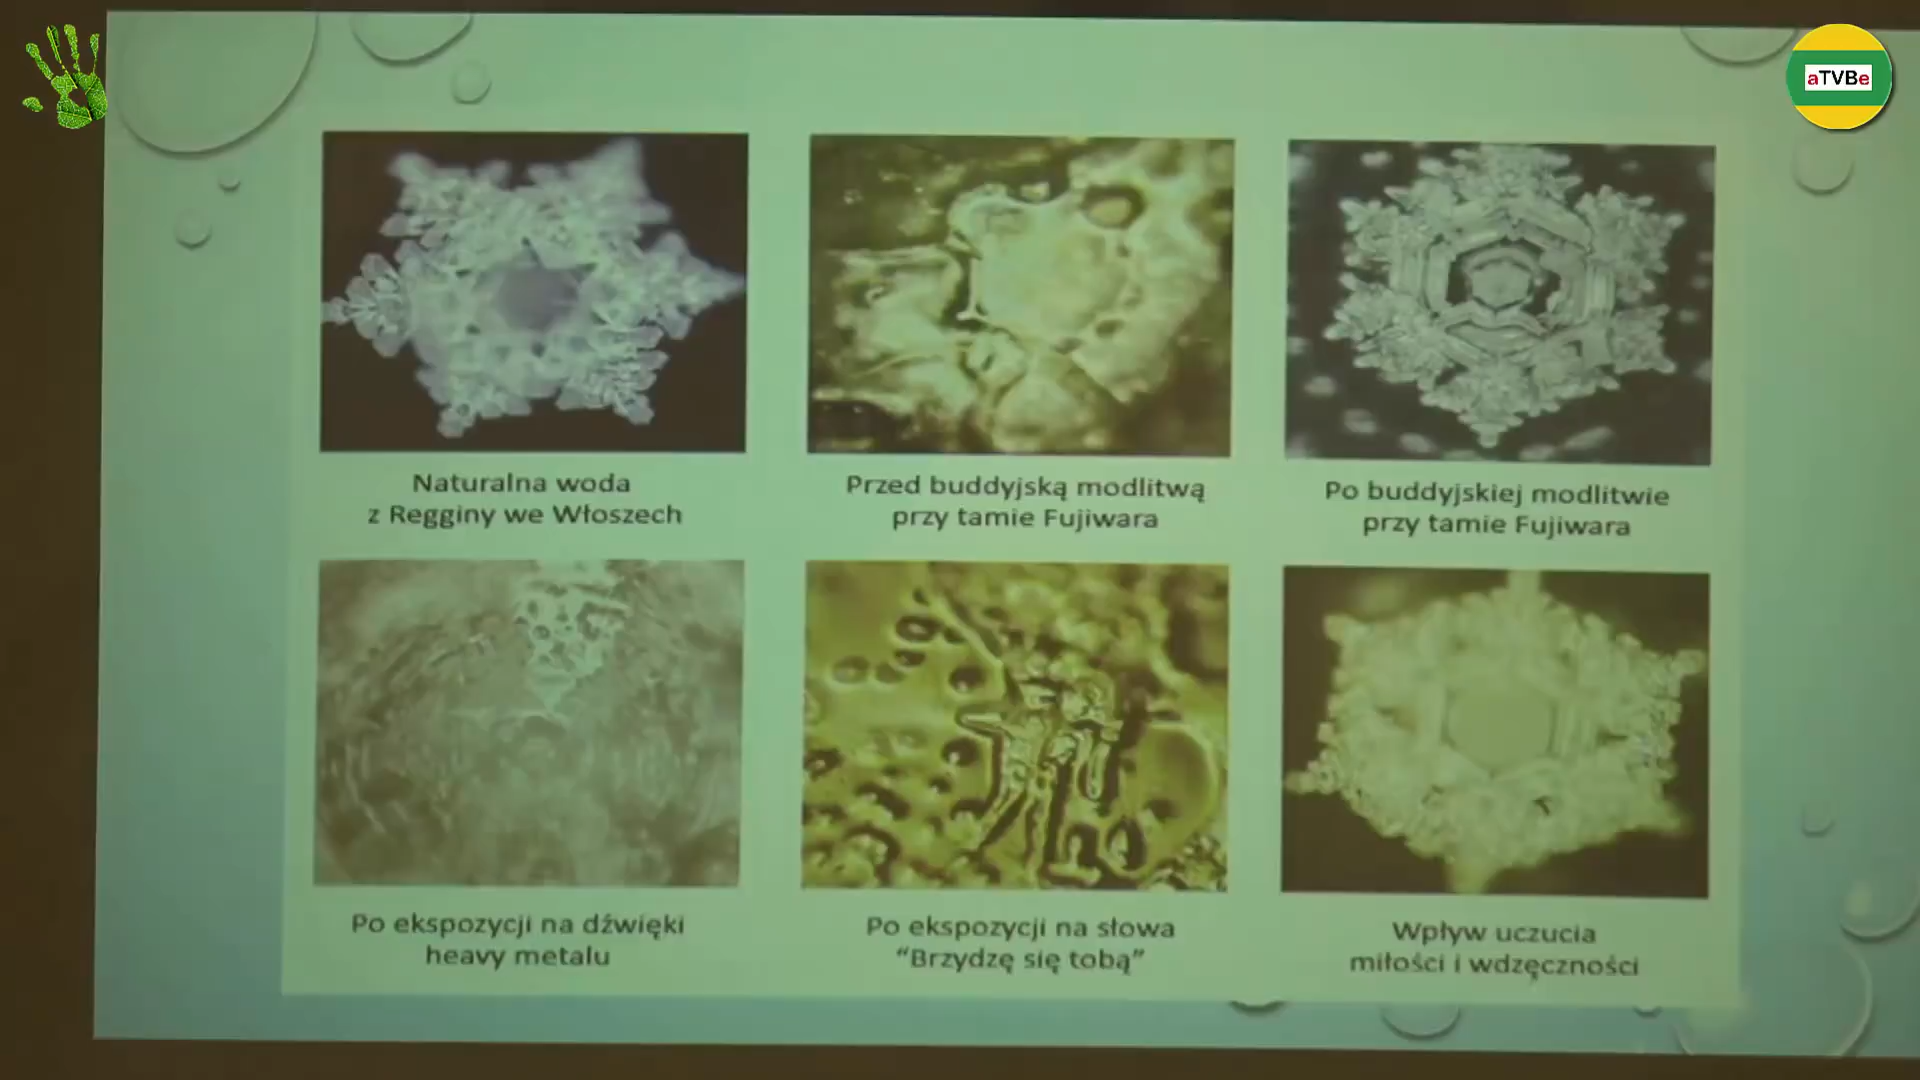 aTVBe
Naturalna woda
z Regginy we Włoszech
Przed buddyjską modlitwą
przy tamie Fujiwara
Po buddyjskiej modlitwie
przy tamie Fujiwara
Po ekspozycji na dźwięki
heavy metalu
Po ekspozycji na słowa
“Brzydzę się tobą”
Wpływ uczucia
miłości i wdzęczności